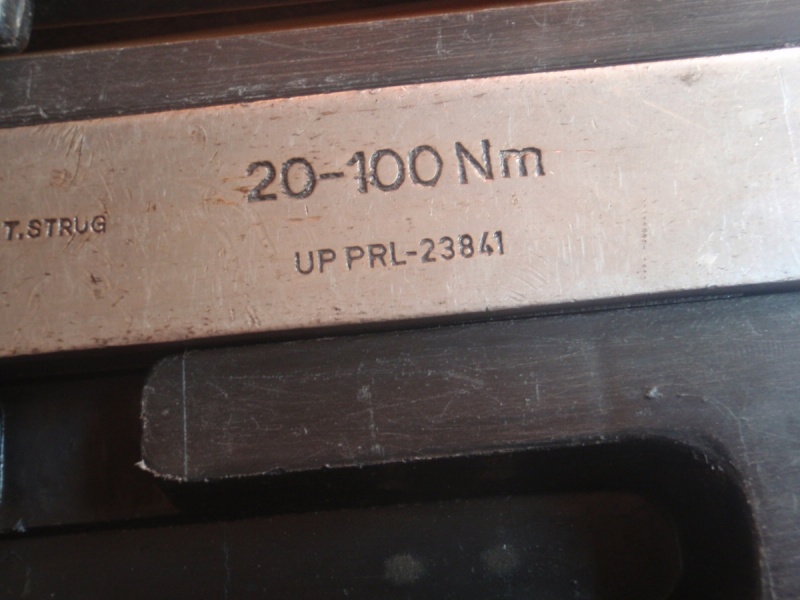 20-100 Nm
T. STRUG
UP PRL-23841